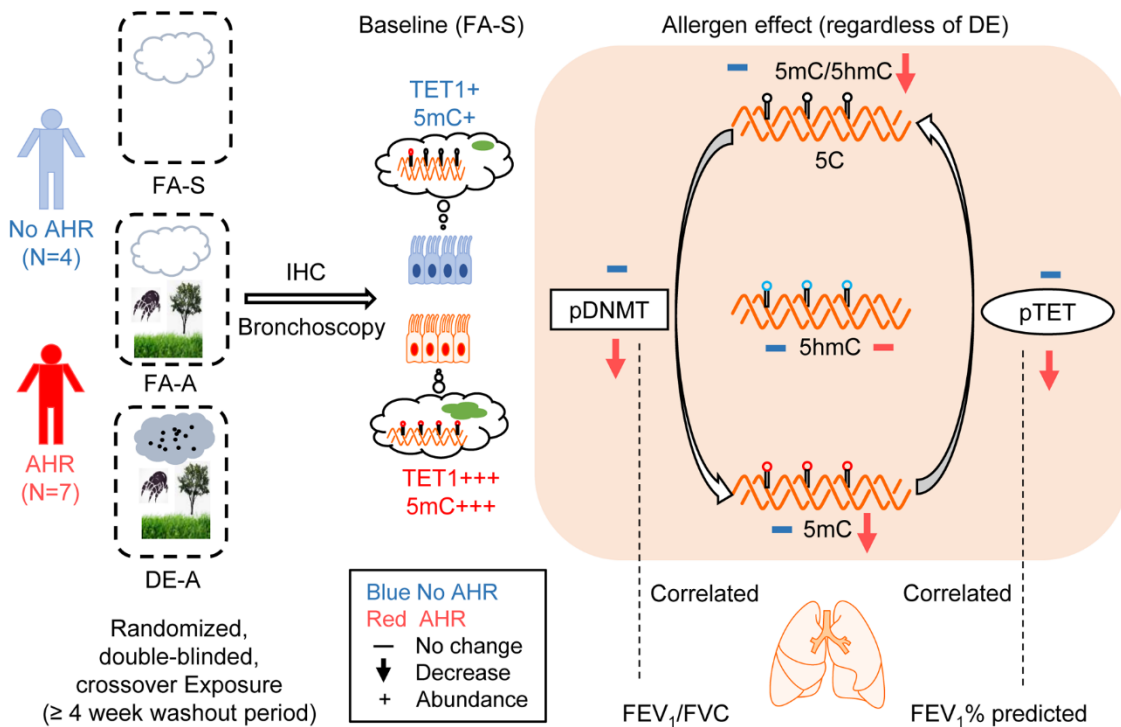 Baseline (FA-S)
Allergen effect (regardless of DE)
No AHR
(N=4)
AHR
(N=7)
FA-S
FA-A
DE-A
Randomized,
double-blinded,
crossover Exposure
(≥ 4 week washout period)
IHC
Bronchoscopy
TET1+
5mC+
TET1+++
5mC+++
Blue No AHR
Red AHR
— No change
Decrease
+ Abundance
5mC/5hmC
5C
pDNMT
5hmC
pTET
5mC
Correlated
Correlated
FEV₁/FVC
FEV₁% predicted